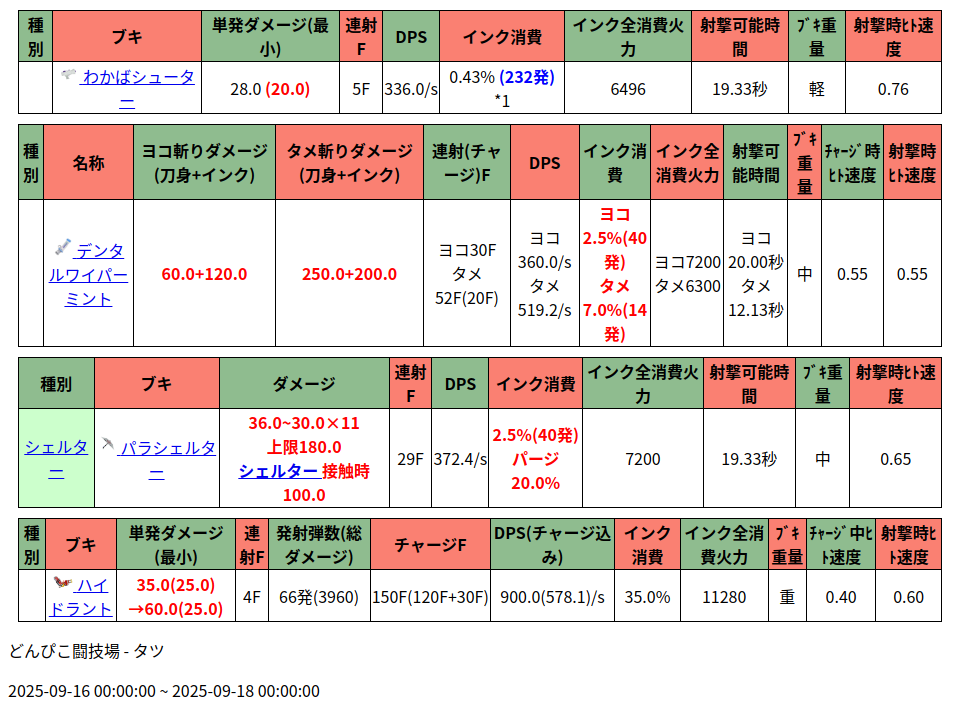 種別 ブキ 単発ダメージ(最小) 連射F DPS インク消費 インク全消費火力 射撃可能時間 ﾌﾞｷ重量 射撃時ﾋﾄ速度
わかばシューター 28.0 (20.0) 5F 336.0/s 0.43% (232発) *1 6496 19.33秒 軽 0.76
種別 名称 ヨコ斬りダメージ(刀身+インク) タメ斬りダメージ(刀身+インク) 連射(チャージ)F DPS インク消費 インク全消費火力 射撃可能時間 ﾌﾞｷ重量 ﾁｬｰｼﾞ時ﾋﾄ速度 射撃時ﾋﾄ速度
デンタルワイパーミント 60.0+120.0 250.0+200.0 ヨコ30F タメ52F(20F) ヨコ360.0/s タメ519.2/s ヨコ2.5%(40発) タメ7.0%(14発) ヨコ7200 タメ6300 ヨコ20.00秒 タメ12.13秒 中 0.55 0.55
種別 ブキ ダメージ 連射F DPS インク消費 インク全消費火力 射撃可能時間 ﾌﾞｷ重量 射撃時ﾋﾄ速度
シェルター パラシェルター 36.0~30.0×11 上限180.0 シェルター接触時100.0 29F 372.4/s 2.5%(40発) パージ20.0% 7200 19.33秒 中 0.65
種別 ブキ 単発ダメージ(最小) 連射F 発射弾数(総ダメージ) チャージF DPS(チャージ込み) インク消費 インク全消費火力 ﾌﾞｷ重量 ﾁｬｰｼﾞ中ﾋﾄ速度 射撃時ﾋﾄ速度
ハイドラント 35.0(25.0)→60.0(25.0) 4F 66発(3960) 150F(120F+30F) 900.0(578.1)/s 35.0% 11280 重 0.40 0.60
どんぴこ闘技場 - タツ
2025-09-16 00:00:00 ~ 2025-09-18 00:00:00